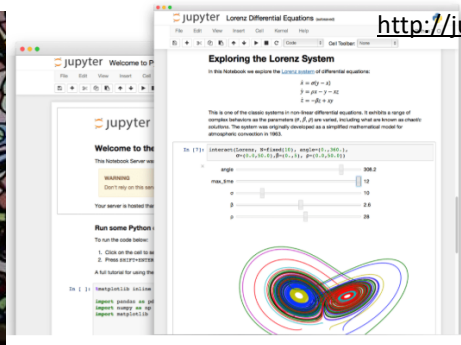 http://ju
jupyter Lorenz Differential Equations
File Edit View Insert Cell Kernel Help
Code Cell Toolbar: None
Exploring the Lorenz System
In this Notebook we explore the Lorenz system of differential equations:
ẋ = σ(y − x)
ẏ = ρx − y − xz
ż = −βz + xy
This is one of the classic systems in non-linear differential equations. It exhibits a range of
complex behaviors as the parameters (σ, β, ρ) are varied, including what are known as chaotic
solutions. The system was originally developed as a simplified mathematical model for
atmospheric convection in 1963.
In [7]: interact(Lorenz, N=fixed(10), angle=(0.,360.),
σ=(0.0,50.0),β=(0.,5), ρ=(0.0,50.0))
angle 308.2
max_time 12
σ 10
β 2.6
ρ 28
jupyter Welcome to P
File Edit View Insert Cell
jupyter
Welcome to the
This Notebook Server was
WARNING
Don't rely on this serv
Your server is hosted than
Run some Python
To run the code below:
1. Click on the cell to se
2. Press SHIFT+ENTER
A full tutorial for using the
In [ ]: %matplotlib inline
import pandas as pd
import numpy as np
import matplotlib